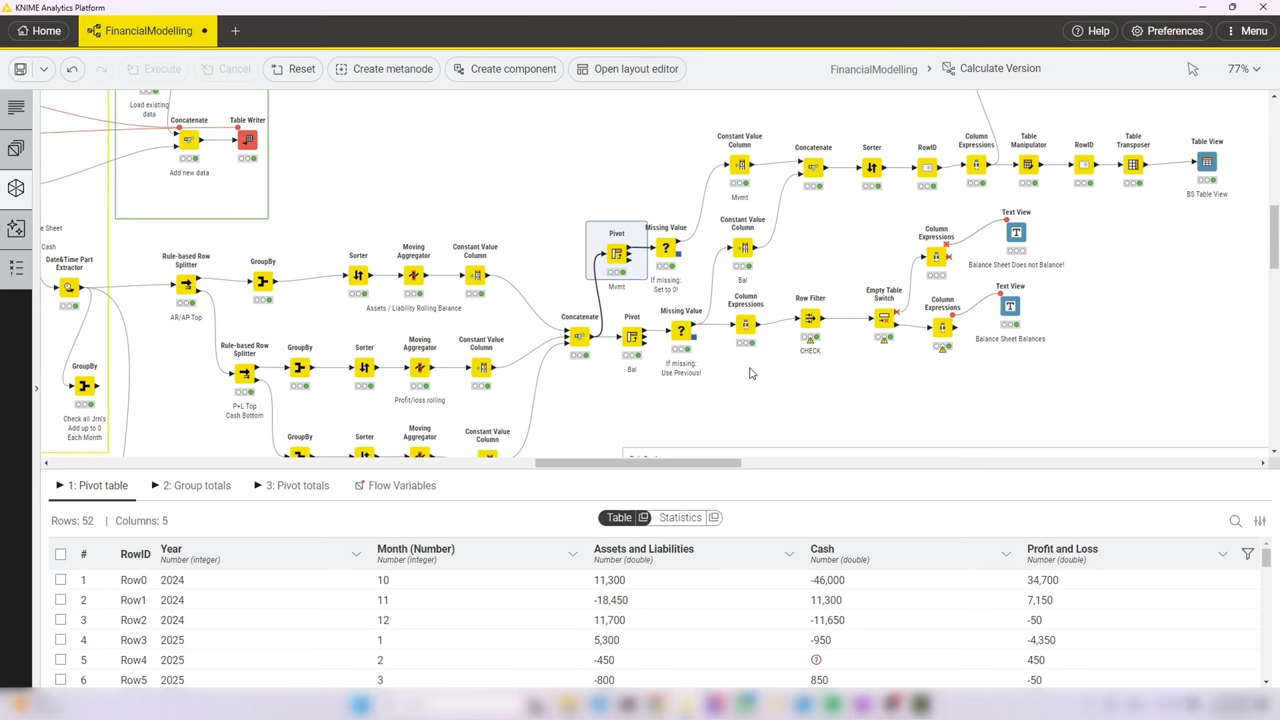 KNIME Analytics Platform
Home
FinancialModelling
Help
Preferences
Menu
Execute
Cancel
Reset
Create metanode
Create component
Open layout editor
FinancialModelling
Calculate Version
77%
Load existing
data
Concatenate
Table Writer
Add new data
Constant Value
Column
Mvmt
Concatenate
Sorter
RowID
Column
Expressions
Table
Manipulator
RowID
Table
Transposer
Table View
BS Table View
e Sheet
Cash
Date&Time Part
Extractor
Rule-based Row
Splitter
AR/AP Top
GroupBy
Sorter
Moving
Aggregator
Constant Value
Column
Assets / Liability Rolling Balance
Pivot
Mvmt
Missing Value
If missing:
Set to 0!
Constant Value
Column
Bal
Column
Expressions
Text View
Balance Sheet Does not Balance!
Concatenate
Pivot
Bal
Missing Value
If missing:
Use Previous!
Column
Expressions
Row Filter
CHECK
Empty Table
Switch
Column
Expressions
Text View
Balance Sheet Balances
GroupBy
Check all Jrnls
Add up to 0
Each Month
Rule-based Row
Splitter
P+L Top
Cash Bottom
GroupBy
Sorter
Moving
Aggregator
Constant Value
Column
Profit/loss rolling
GroupBy
Sorter
Moving
Aggregator
Constant Value
Column
1: Pivot table
2: Group totals
3: Pivot totals
Flow Variables
Rows: 52 | Columns: 5
Table
Statistics
# RowID Year Month (Number) Assets and Liabilities Cash Profit and Loss
Number (integer) Number (integer) Number (double) Number (double) Number (double)
1 Row0 2024 10 11,300 -46,000 34,700
2 Row1 2024 11 -18,450 11,300 7,150
3 Row2 2024 12 11,700 -11,650 -50
4 Row3 2025 1 5,300 -950 -4,350
5 Row4 2025 2 -450 ? 450
6 Row5 2025 3 -800 850 -50